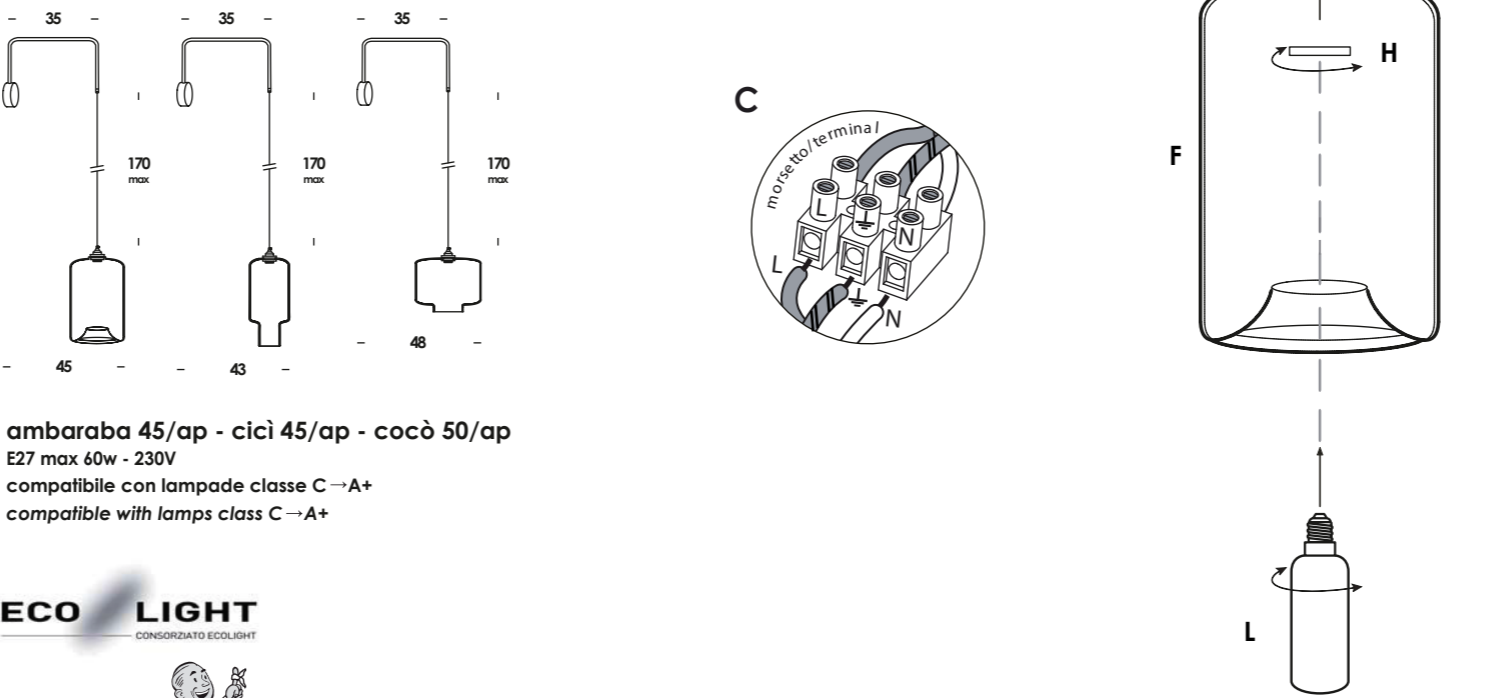 – 35 –
– 35 –
– 35 –
170
max
170
max
170
max
– 45 –
– 43 –
– 48 –
ambaraba 45/ap - cicì 45/ap - cocò 50/ap
E27 max 60w - 230V
compatibile con lampade classe C→A+
compatible with lamps class C→A+
ECO LIGHT
CONSORZIATO ECOLIGHT
C
morsetto/terminal
L
N
L
N
F
H
L